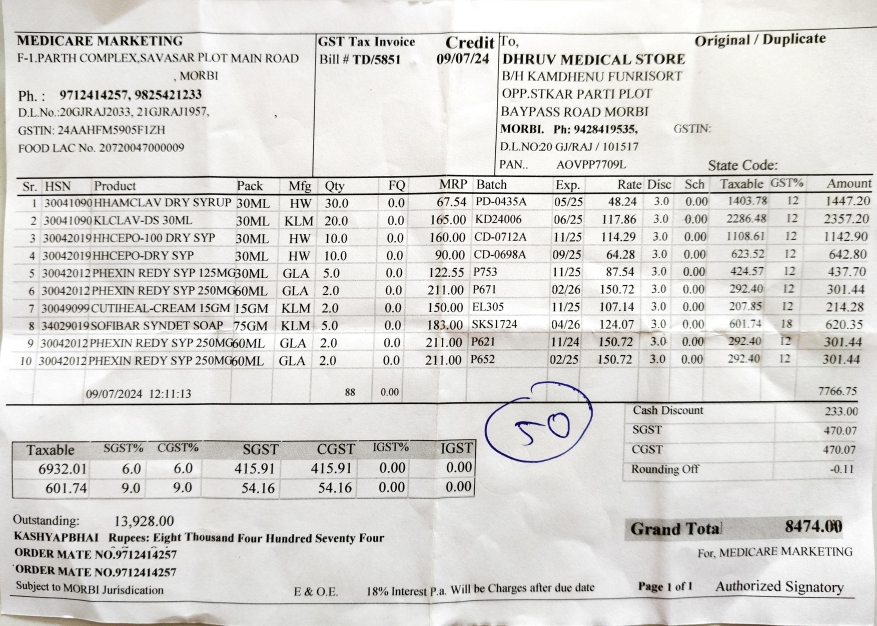 MEDICARE MARKETING
F-1.PARTH COMPLEX,SAVASAR PLOT MAIN ROAD
, MORBI
Ph. : 9712414257, 9825421233
D.L.No.:20GJRAJ2033, 21GJRAJ1957,
GSTIN: 24AAHFM5905F1ZH
FOOD LAC No. 20720047000009
GST Tax Invoice Credit
Bill # TD/5851 09/07/24
To, Original / Duplicate
DHRUV MEDICAL STORE
B/H KAMDHENU FUNRISORT
OPP.STKAR PARTI PLOT
BAYPASS ROAD MORBI
MORBI. Ph: 9428419535, GSTIN:
D.L.NO:20 GJ/RAJ / 101517
PAN.. AOVPP7709L State Code:
Sr. HSN Product Pack Mfg Qty FQ MRP Batch Exp. Rate Disc Sch Taxable GST% Amount
1 30041090 HHAMCLAV DRY SYRUP 30ML HW 30.0 0.0 67.54 PD-0435A 05/25 48.24 3.0 0.00 1403.78 12 1447.20
2 30041090 KLCLAV-DS 30ML 30ML KLM 20.0 0.0 165.00 KD24006 06/25 117.86 3.0 0.00 2286.48 12 2357.20
3 30042019 HHCEPO-100 DRY SYP 30ML HW 10.0 0.0 160.00 CD-0712A 11/25 114.29 3.0 0.00 1108.61 12 1142.90
4 30042019 HHCEPO-DRY SYP 30ML HW 10.0 0.0 90.00 CD-0698A 09/25 64.28 3.0 0.00 623.52 12 642.80
5 30042012 PHEXIN REDY SYP 125MG 30ML GLA 5.0 0.0 122.55 P753 11/25 87.54 3.0 0.00 424.57 12 437.70
6 30042012 PHEXIN REDY SYP 250MG 60ML GLA 2.0 0.0 211.00 P671 02/26 150.72 3.0 0.00 292.40 12 301.44
7 30049099 CUTIHEAL-CREAM 15GM 15GM KLM 2.0 0.0 150.00 EL305 11/25 107.14 3.0 0.00 207.85 12 214.28
8 34029019 SOFIBAR SYNDET SOAP 75GM KLM 5.0 0.0 183.00 SKS1724 04/26 124.07 3.0 0.00 601.74 18 620.35
9 30042012 PHEXIN REDY SYP 250MG 60ML GLA 2.0 0.0 211.00 P621 11/24 150.72 3.0 0.00 292.40 12 301.44
10 30042012 PHEXIN REDY SYP 250MG 60ML GLA 2.0 0.0 211.00 P652 02/25 150.72 3.0 0.00 292.40 12 301.44
09/07/2024 12:11:13 88 0.00 7766.75
50
Cash Discount 233.00
SGST 470.07
CGST 470.07
Rounding Off -0.11
Taxable SGST% CGST% SGST CGST IGST% IGST
6932.01 6.0 6.0 415.91 415.91 0.00 0.00
601.74 9.0 9.0 54.16 54.16 0.00 0.00
Outstanding: 13,928.00
Grand Total 8474.00
KASHYAPBHAI Rupees: Eight Thousand Four Hundred Seventy Four
ORDER MATE NO.9712414257
For, MEDICARE MARKETING
ORDER MATE NO.9712414257
Subject to MORBI Jurisdication E & O.E. 18% Interest P.a. Will be Charges after due date Page 1 of 1 Authorized Signatory